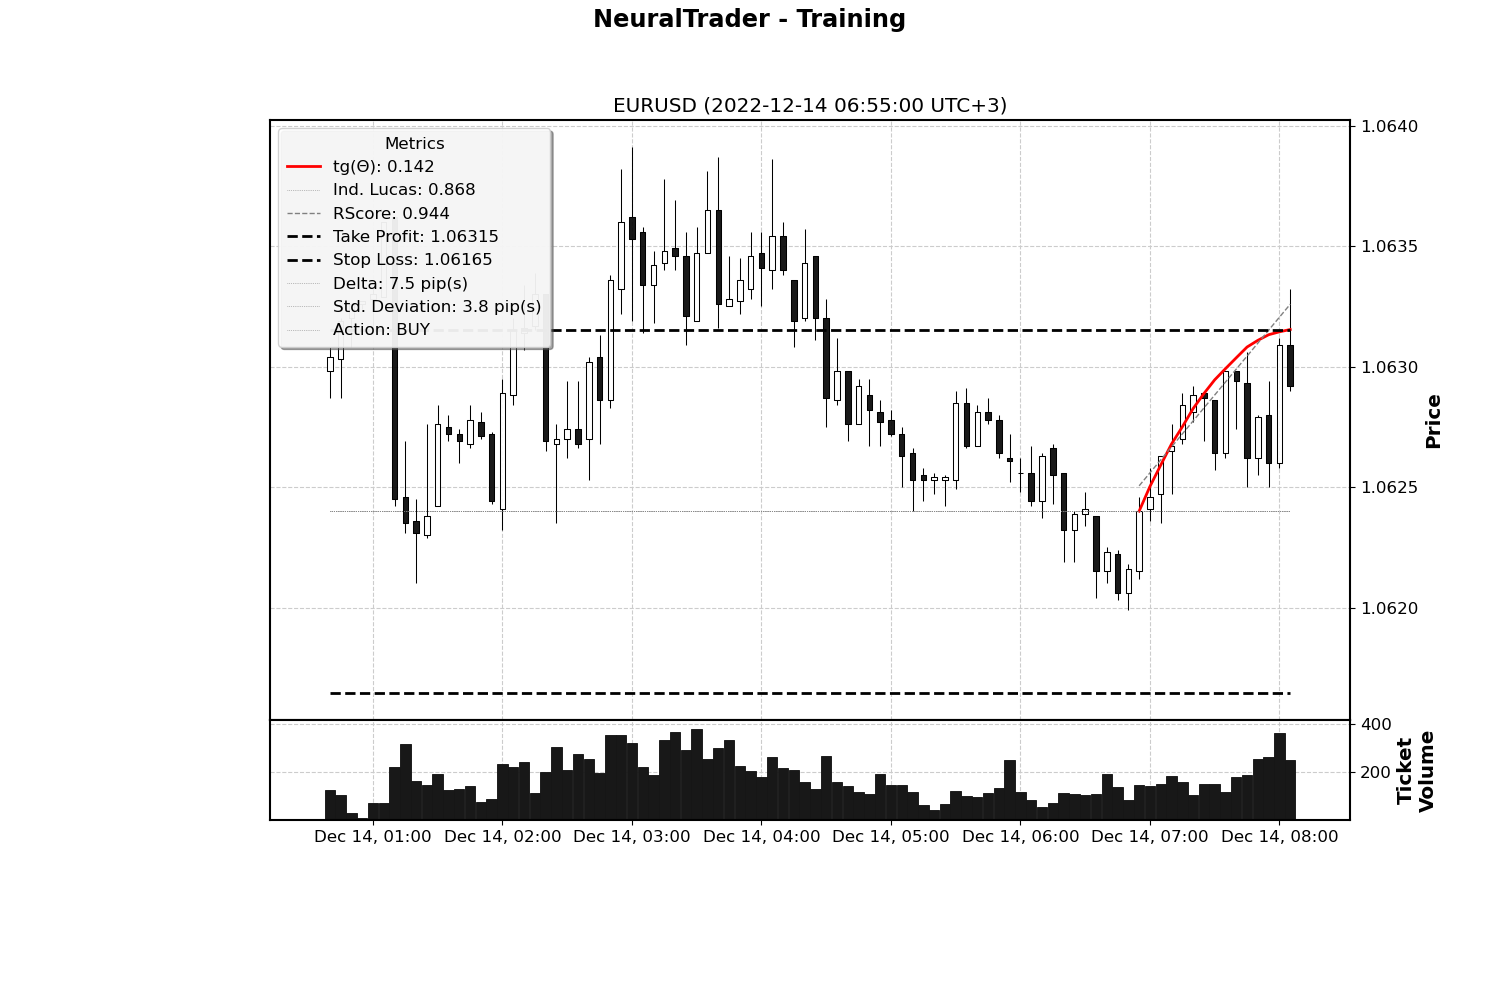 NeuralTrader - Training
EURUSD (2022-12-14 06:55:00 UTC+3)
Metrics
tg(Θ): 0.142
Ind. Lucas: 0.868
RScore: 0.944
Take Profit: 1.06315
Stop Loss: 1.06165
Delta: 7.5 pip(s)
Std. Deviation: 3.8 pip(s)
Action: BUY
1.0640
1.0635
1.0630
1.0625
1.0620
Price
400
200
Ticket
Volume
Dec 14, 01:00
Dec 14, 02:00
Dec 14, 03:00
Dec 14, 04:00
Dec 14, 05:00
Dec 14, 06:00
Dec 14, 07:00
Dec 14, 08:00